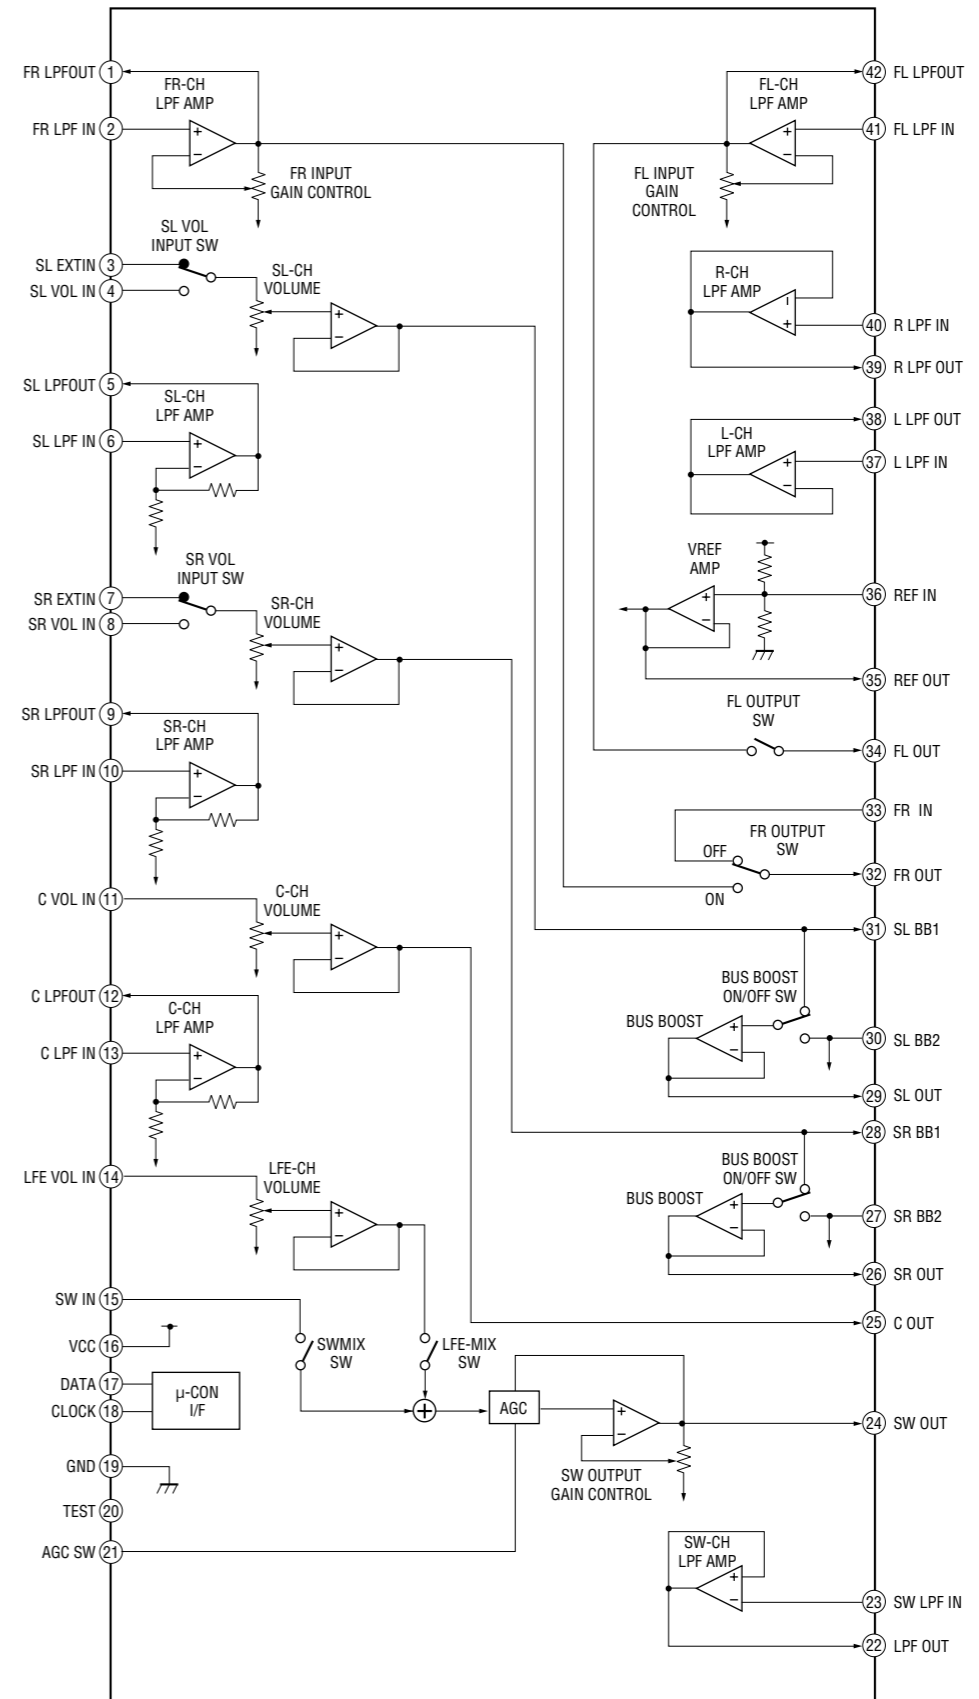 FR LPFOUT 1
FR-CH
LPF AMP
FR LPF IN 2
+
−
FR INPUT
GAIN CONTROL
SL VOL
INPUT SW
SL EXTIN 3
SL VOL IN 4
SL-CH
VOLUME
+
−
SL LPFOUT 5
SL-CH
LPF AMP
SL LPF IN 6
+
−
SR VOL
INPUT SW
SR EXTIN 7
SR VOL IN 8
SR-CH
VOLUME
+
−
SR LPFOUT 9
SR-CH
LPF AMP
SR LPF IN 10
+
−
C VOL IN 11
C-CH
VOLUME
+
−
C LPFOUT 12
C-CH
LPF AMP
C LPF IN 13
+
−
LFE VOL IN 14
LFE-CH
VOLUME
+
−
SW IN 15
SWMIX
SW
LFE-MIX
SW
VCC 16
DATA 17
CLOCK 18
μ-CON
I/F
+
AGC
+
−
SW OUTPUT
GAIN CONTROL
GND 19
TEST 20
AGC SW 21
42 FL LPFOUT
FL-CH
LPF AMP
41 FL LPF IN
+
−
FL INPUT
GAIN
CONTROL
R-CH
LPF AMP
−
+
40 R LPF IN
39 R LPF OUT
38 L LPF OUT
L-CH
LPF AMP
37 L LPF IN
+
−
VREF
AMP
+
−
36 REF IN
35 REF OUT
FL OUTPUT
SW
34 FL OUT
33 FR IN
FR OUTPUT
SW
OFF
32 FR OUT
ON
31 SL BB1
BUS BOOST
ON/OFF SW
BUS BOOST
+
−
30 SL BB2
29 SL OUT
28 SR BB1
BUS BOOST
ON/OFF SW
BUS BOOST
+
−
27 SR BB2
26 SR OUT
25 C OUT
24 SW OUT
SW-CH
LPF AMP
+
−
23 SW LPF IN
22 LPF OUT